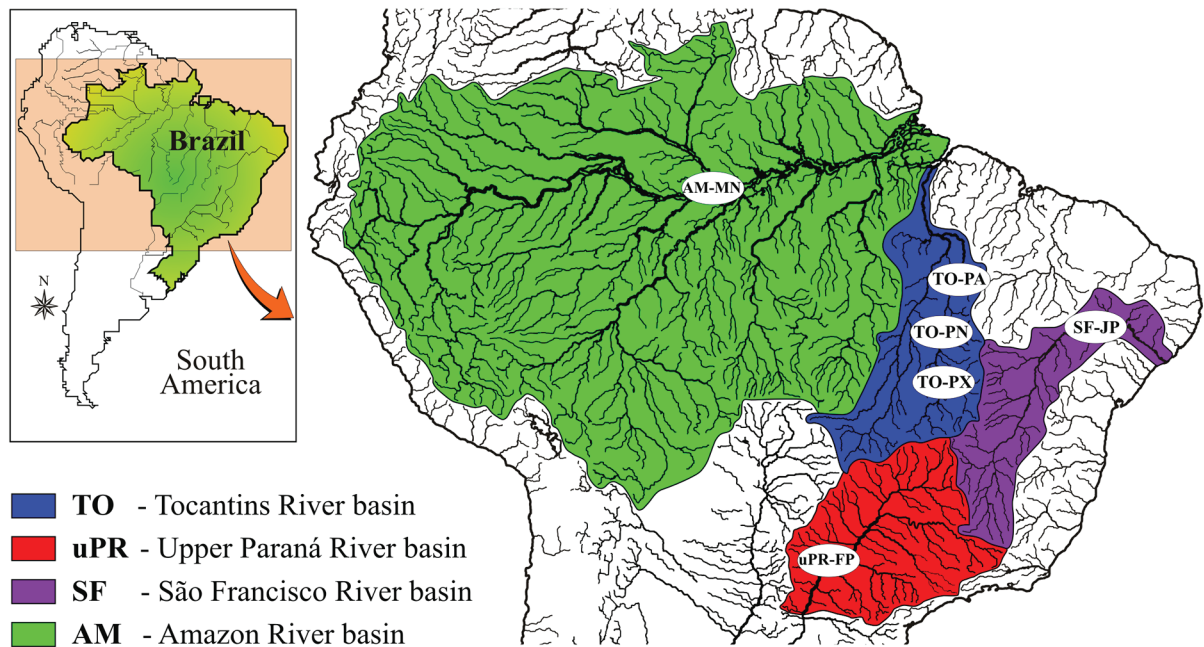 Brazil
N
South
America
AM-MN
TO-PA
TO-PN
SF-JP
TO-PX
uPR-FP
TO - Tocantins River basin
uPR - Upper Paraná River basin
SF - São Francisco River basin
AM - Amazon River basin